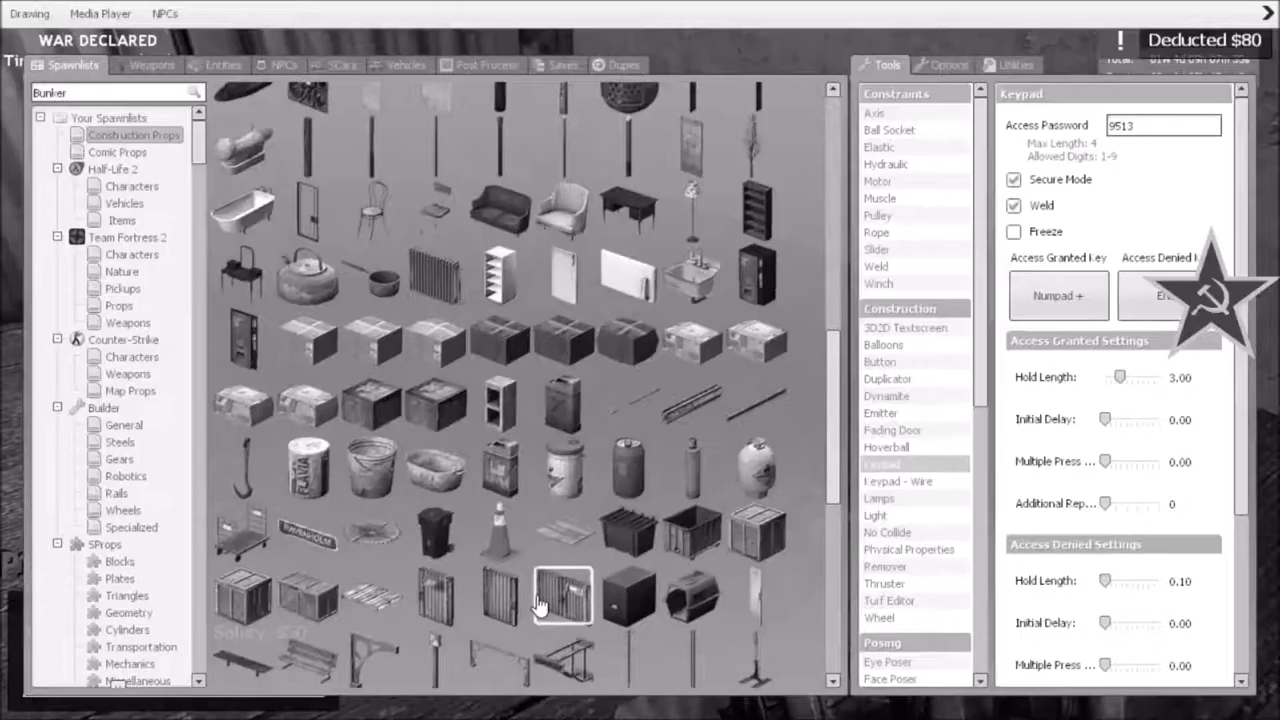 Drawing Media Player NPCs
WAR DECLARED
! Deducted $80
Spawnlists Weapons Entities NPCs SCars Vehicles Post Process Saves Dupes
Tools Options Utilities
Bunker
Your Spawnlists
Construction Props
Comic Props
Half-Life 2
Characters
Vehicles
Items
Team Fortress 2
Characters
Nature
Pickups
Props
Weapons
Counter-Strike
Characters
Weapons
Map Props
Builder
General
Steels
Gears
Robotics
Rails
Wheels
Specialized
SProps
Blocks
Plates
Triangles
Geometry
Cylinders
Transportation
Mechanics
Miscellaneous
RAVENHOLM
Salary: $50
Constraints
Axis
Ball Socket
Elastic
Hydraulic
Motor
Muscle
Pulley
Rope
Slider
Weld
Winch
Construction
3D2D Textscreen
Balloons
Button
Duplicator
Dynamite
Emitter
Fading Door
Hoverball
Keypad
Keypad - Wire
Lamps
Light
No Collide
Physical Properties
Remover
Thruster
Turf Editor
Wheel
Posing
Eye Poser
Face Poser
Keypad
Access Password 9513
Max Length: 4
Allowed Digits: 1-9
Secure Mode
Weld
Freeze
Access Granted Key Access Denied
Numpad +
Access Granted Settings
Hold Length: 3.00
Initial Delay: 0.00
Multiple Press ... 0.00
Additional Rep... 0
Access Denied Settings
Hold Length: 0.10
Initial Delay: 0.00
Multiple Press ... 0.00